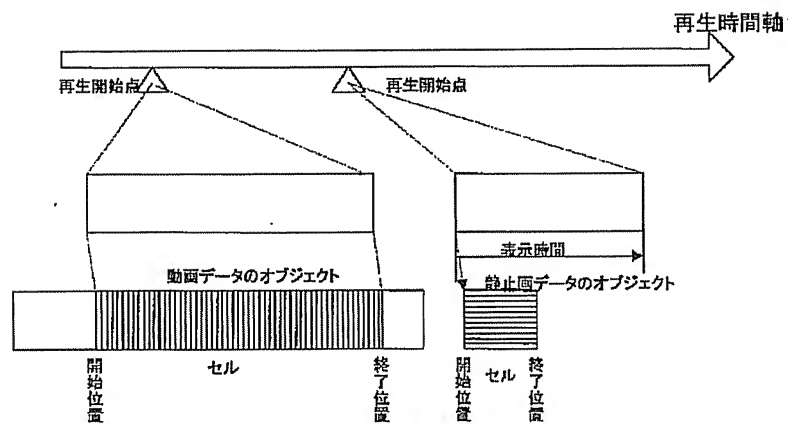 再生時間軸
再生開始点
再生開始点
表示時間
動画データのオブジェクト
静止画データのオブジェクト
開始位置
セル
終了位置
開始位置
セル
終了位置